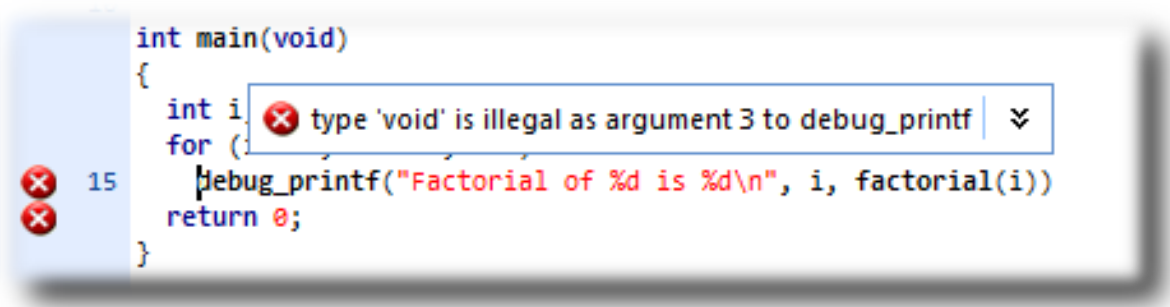 int main(void)
{
int i
type 'void' is illegal as argument 3 to debug_printf
for (
15 debug_printf("Factorial of %d is %d\n", i, factorial(i))
return 0;
}